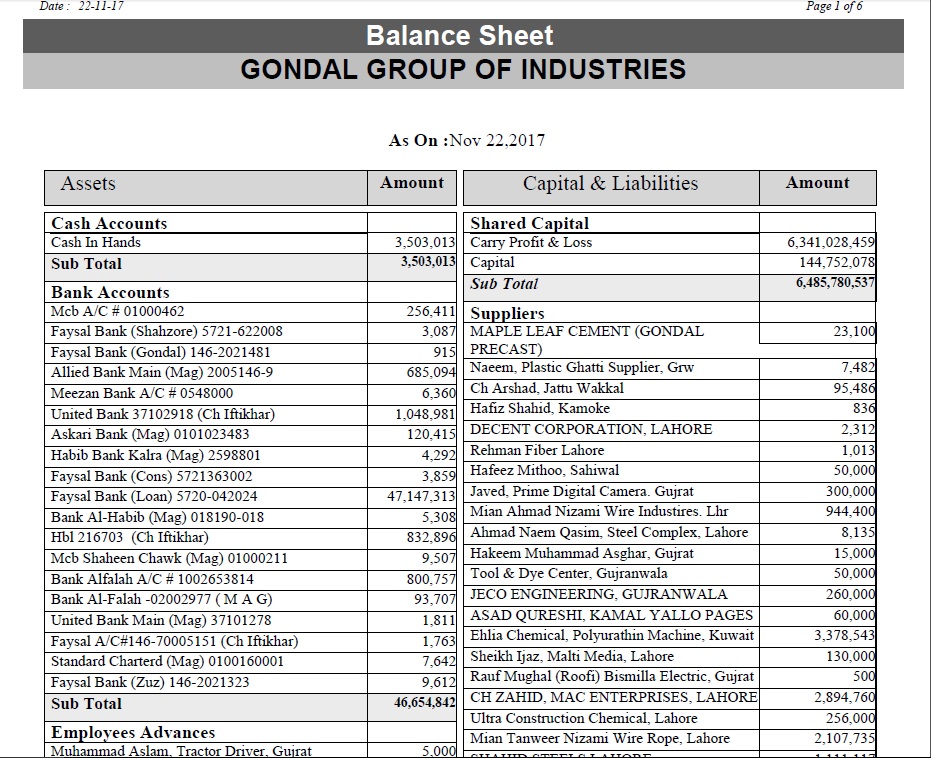 Date : 22-11-17
Page 1 of 6
Balance Sheet
GONDAL GROUP OF INDUSTRIES
As On :Nov 22,2017
Assets Amount
Cash Accounts
Cash In Hands 3,503,013
Sub Total 3,503,013
Bank Accounts
Mcb A/C # 01000462 256,411
Faysal Bank (Shahzore) 5721-622008 3,087
Faysal Bank (Gondal) 146-2021481 915
Allied Bank Main (Mag) 2005146-9 685,094
Meezan Bank A/C # 0548000 6,360
United Bank 37102918 (Ch Iftikhar) 1,048,981
Askari Bank (Mag) 0101023483 120,415
Habib Bank Kalra (Mag) 2598801 4,292
Faysal Bank (Cons) 5721363002 3,859
Faysal Bank (Loan) 5720-042024 47,147,313
Bank Al-Habib (Mag) 018190-018 5,308
Hbl 216703 (Ch Iftikhar) 832,896
Mcb Shaheen Chawk (Mag) 01000211 9,507
Bank Alfalah A/C # 1002653814 800,757
Bank Al-Falah -02002977 ( M A G) 93,707
United Bank Main (Mag) 37101278 1,811
Faysal A/C#146-70005151 (Ch Iftikhar) 1,763
Standard Charterd (Mag) 0100160001 7,642
Faysal Bank (Zuz) 146-2021323 9,612
Sub Total 46,654,842
Employees Advances
Muhammad Aslam, Tractor Driver, Gujrat 5,000
Capital & Liabilities Amount
Shared Capital
Carry Profit & Loss 6,341,028,459
Capital 144,752,078
Sub Total 6,485,780,537
Suppliers
MAPLE LEAF CEMENT (GONDAL 23,100
PRECAST)
Naeem, Plastic Ghatti Supplier, Grw 7,482
Ch Arshad, Jattu Wakkal 95,486
Hafiz Shahid, Kamoke 836
DECENT CORPORATION, LAHORE 2,312
Rehman Fiber Lahore 1,013
Hafeez Mithoo, Sahiwal 50,000
Javed, Prime Digital Camera. Gujrat 300,000
Mian Ahmad Nizami Wire Industires. Lhr 944,400
Ahmad Naem Qasim, Steel Complex, Lahore 8,135
Hakeem Muhammad Asghar, Gujrat 15,000
Tool & Dye Center, Gujranwala 50,000
JECO ENGINEERING, GUJRANWALA 260,000
ASAD QURESHI, KAMAL YALLO PAGES 60,000
Ehlia Chemical, Polyurathin Machine, Kuwait 3,378,543
Sheikh Ijaz, Malti Media, Lahore 130,000
Rauf Mughal (Roofi) Bismilla Electric, Gujrat 500
CH ZAHID, MAC ENTERPRISES, LAHORE 2,894,760
Ultra Construction Chemical, Lahore 256,000
Mian Tanweer Nizami Wire Rope, Lahore 2,107,735